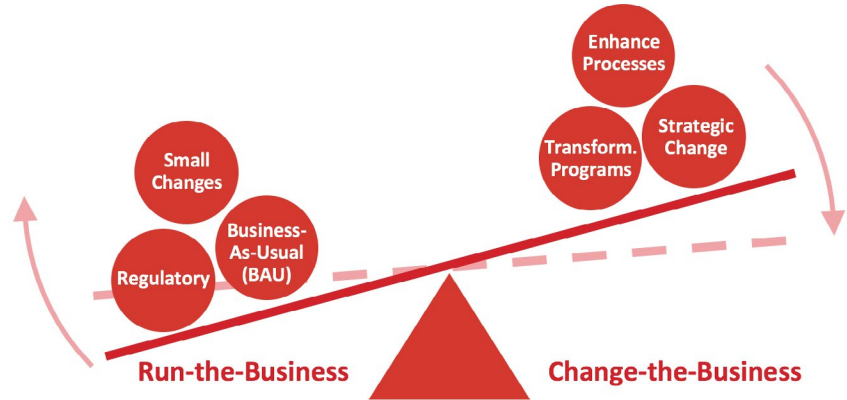 Enhance
Processes
Transform.
Programs
Strategic
Change
Small
Changes
Business-
As-Usual
(BAU)
Regulatory
Run-the-Business
Change-the-Business